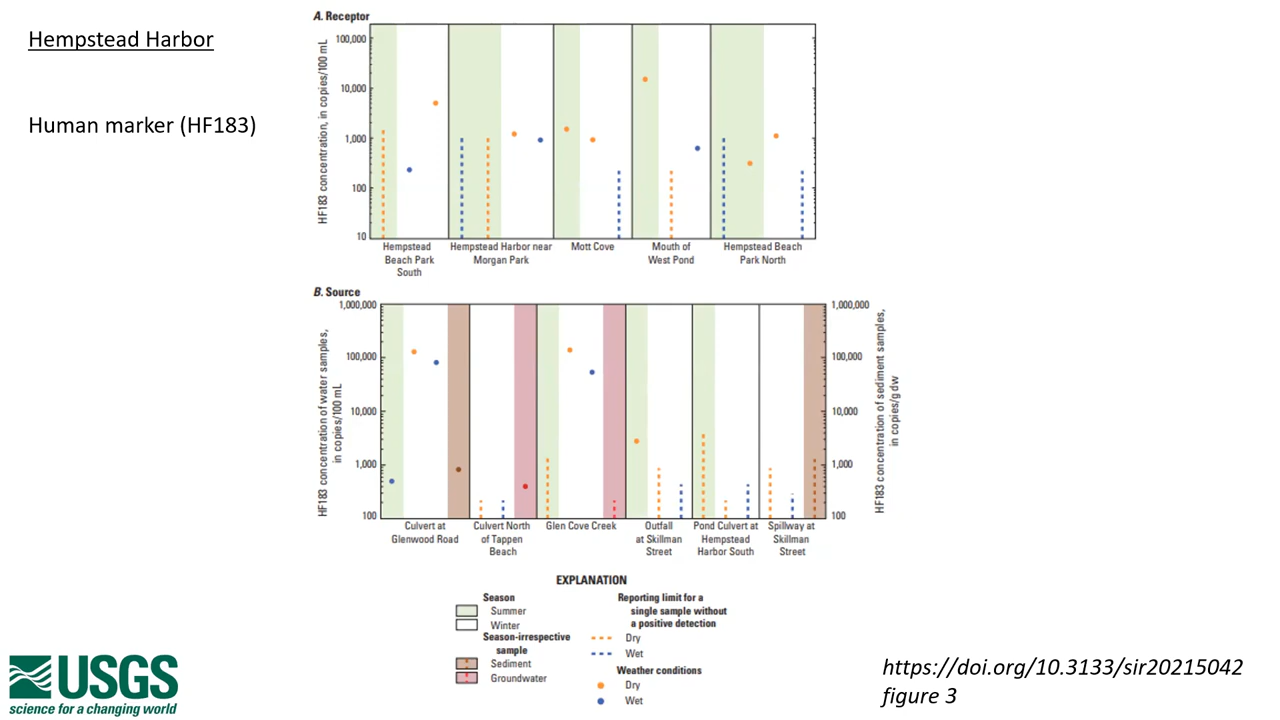 Hempstead Harbor
Human marker (HF183)
A. Receptor
HF183 concentration, in copies/100 mL
100,000
10,000
1,000
100
10
Hempstead
Beach Park
South
Hempstead Harbor near
Morgan Park
Mott Cove
Mouth of
West Pond
Hempstead Beach
Park North
B. Source
HF183 concentration of water samples,
in copies/100 mL
1,000,000
100,000
10,000
1,000
100
1,000,000
100,000
10,000
1,000
100
HF183 concentration of sediment samples,
in copies/g dw
Culvert at
Glenwood Road
Culvert North
of Tappen
Beach
Glen Cove Creek
Outfall
at Skillman
Street
Pond Culvert at
Hempstead
Harbor South
Spillway at
Skillman
Street
EXPLANATION
Season
Summer
Winter
Season-irrespective
sample
Sediment
Groundwater
Reporting limit for a
single sample without
a positive detection
Dry
Wet
Weather conditions
Dry
Wet
USGS
science for a changing world
https://doi.org/10.3133/sir20215042
figure 3